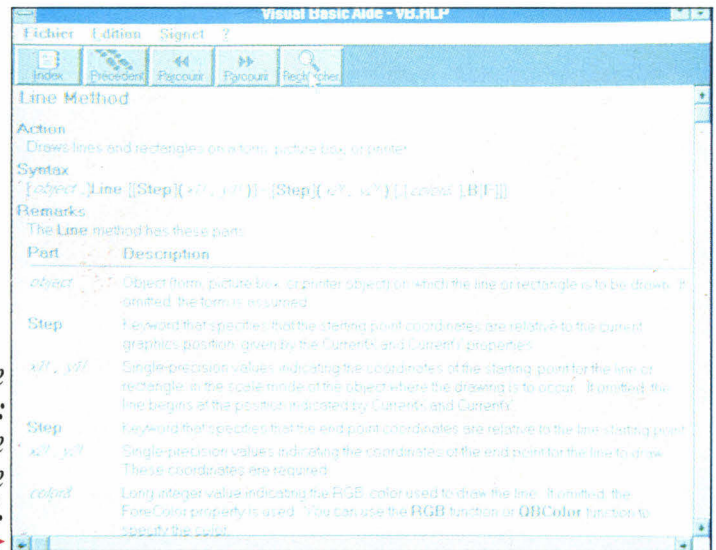 Visual Basic Aide - VB.HLP
Fichier Edition Signet ?
Index Précédent Parcourir Parcourir Rechercher
Line Method
Action
Draws lines and rectangles on a form, picture box, or printer.
Syntax
[object.]Line [[Step](x1!, y1!)] - [Step](x2!, y2!) [,[color&],B[F]]]
Remarks
The Line method has these parts:
Part Description
object Object (form, picture box, or printer object) on which the line or rectangle is to be drawn. If
omitted, the form is assumed.
Step Keyword that specifies that the starting point coordinates are relative to the current
graphics position, given by the CurrentX and CurrentY properties.
x1!, y1! Single-precision values indicating the coordinates of the starting point for the line or
rectangle, in the scale mode of the object where the drawing is to occur. If omitted, the
line begins at the position indicated by CurrentX and CurrentY.
Step Keyword that specifies that the end point coordinates are relative to the line starting point.
x2!, y2! Single-precision values indicating the coordinates of the end point for the line to draw.
These coordinates are required.
color& Long integer value indicating the RGB color used to draw the line. If omitted, the
ForeColor property is used. You can use the RGB function or QBColor function to
specify the color.